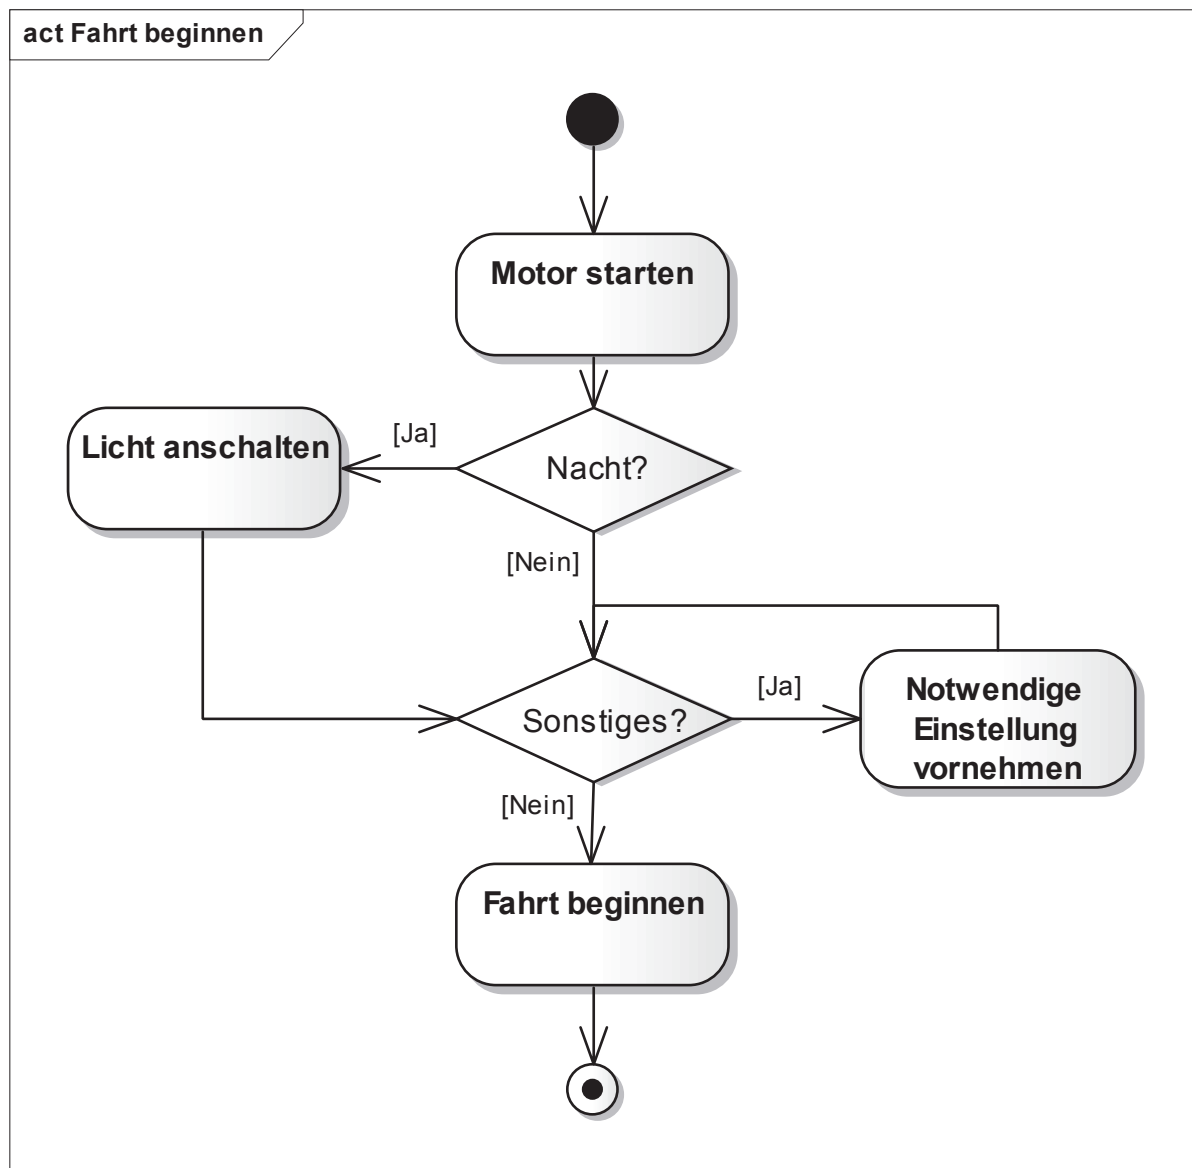 act Fahrt beginnen
Motor starten
[Ja]
Licht anschalten
Nacht?
[Nein]
[Ja]
Notwendige
Einstellung
vornehmen
Sonstiges?
[Nein]
Fahrt beginnen